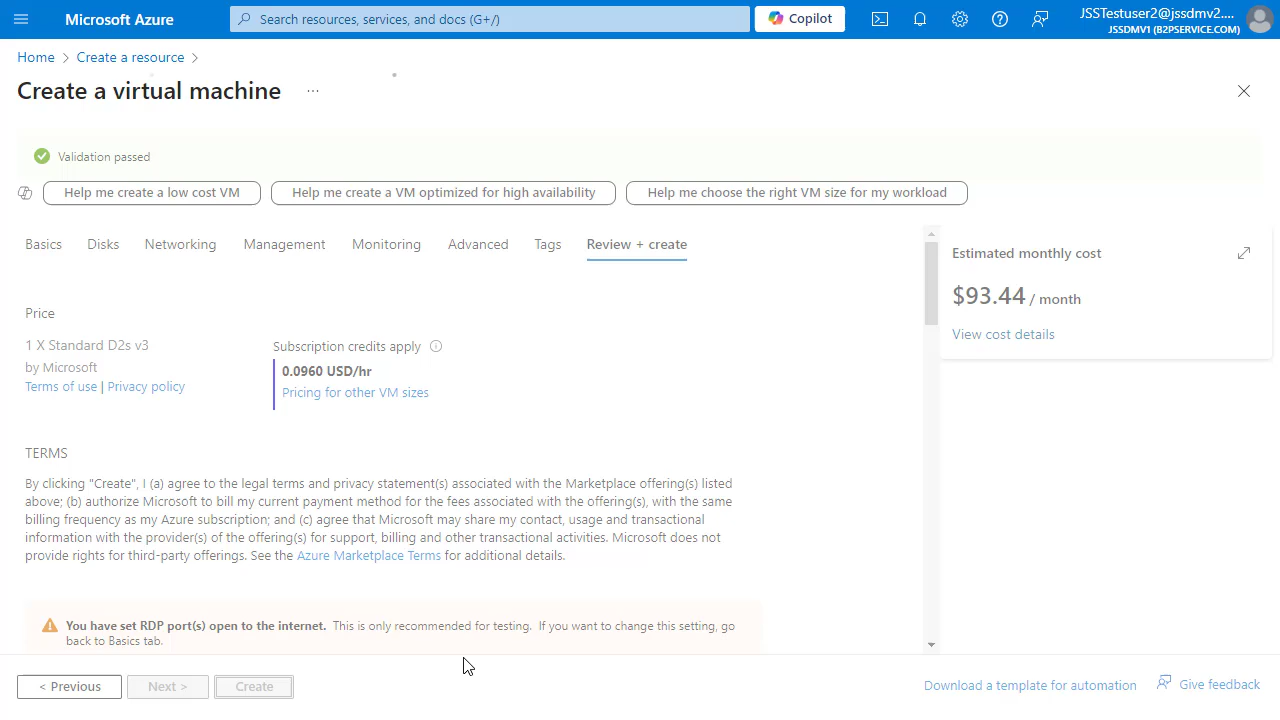 Microsoft Azure
Search resources, services, and docs (G+/)
Copilot
JSSTestuser2@jssdmv2....
JSSDMV1 (B2PSERVICE.COM)
Home > Create a resource >
Create a virtual machine ...
Validation passed
Help me create a low cost VM
Help me create a VM optimized for high availability
Help me choose the right VM size for my workload
Basics Disks Networking Management Monitoring Advanced Tags Review + create
Price
1 X Standard D2s v3
by Microsoft
Terms of use | Privacy policy
Subscription credits apply
0.0960 USD/hr
Pricing for other VM sizes
TERMS
By clicking "Create", I (a) agree to the legal terms and privacy statement(s) associated with the Marketplace offering(s) listed
above; (b) authorize Microsoft to bill my current payment method for the fees associated with the offering(s), with the same
billing frequency as my Azure subscription; and (c) agree that Microsoft may share my contact, usage and transactional
information with the provider(s) of the offering(s) for support, billing and other transactional activities. Microsoft does not
provide rights for third-party offerings. See the Azure Marketplace Terms for additional details.
You have set RDP port(s) open to the internet. This is only recommended for testing. If you want to change this setting, go
back to Basics tab.
Estimated monthly cost
$93.44 / month
View cost details
< Previous
Next >
Create
Download a template for automation
Give feedback